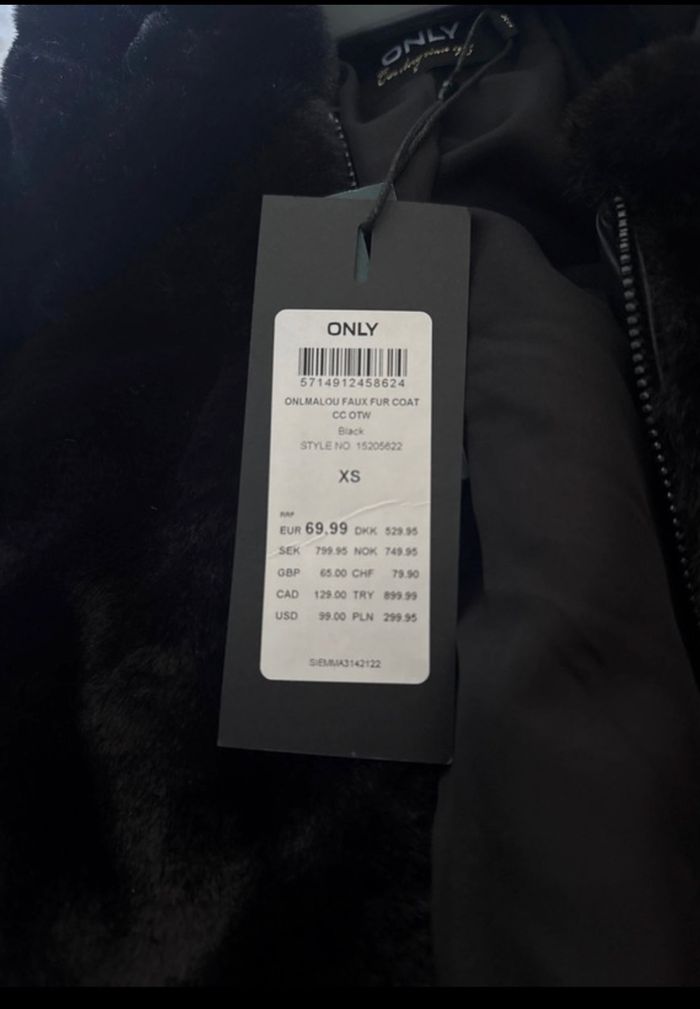 ONLY
ONLY
5714912458624
ONLMALOU FAUX FUR COAT
CC OTW
Black
STYLE NO. 15205622
XS
RRP
EUR 69.99 DKK 529.95
SEK 799.95 NOK 749.95
GBP 65.00 CHF 79.90
CAD 129.00 TRY 899.99
USD 99.00 PLN 299.95
SIEMMA3142122